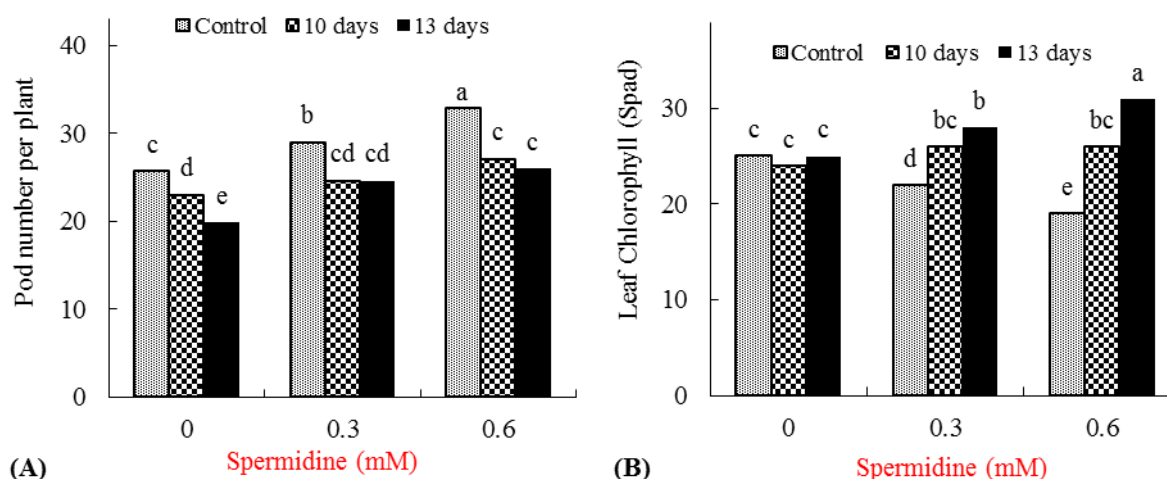 Control 10 days 13 days
Pod number per plant
40
30
20
10
0
c d e
b cd cd
a c c
0 0.3 0.6
Spermidine (mM)
(A)
Control 10 days 13 days
Leaf Chlorophyll (Spad)
30
20
10
0
c c c
d bc b
e bc a
0 0.3 0.6
Spermidine (mM)
(B)